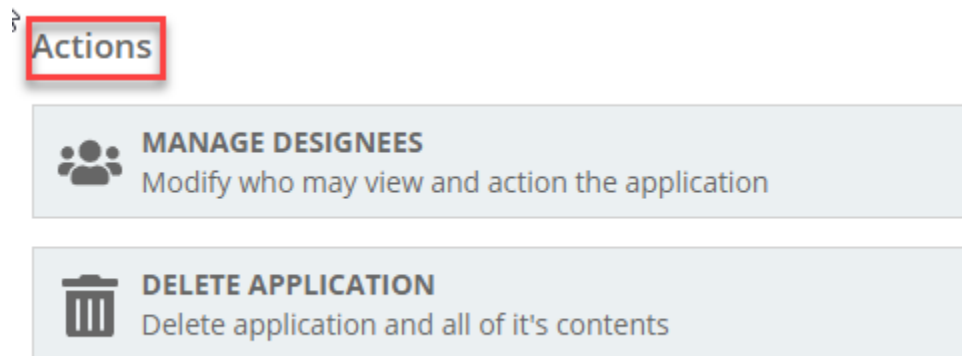 Actions
MANAGE DESIGNEES
Modify who may view and action the application
DELETE APPLICATION
Delete application and all of it's contents